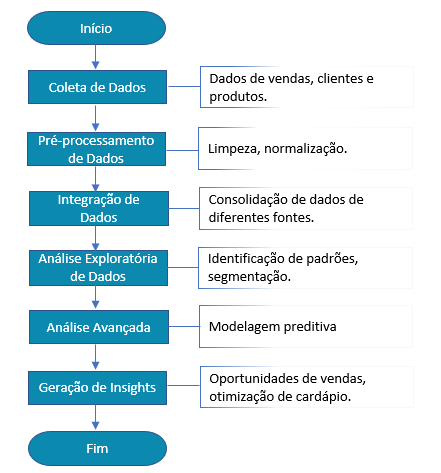 Início
Coleta de Dados
Dados de vendas, clientes e
produtos.
Pré-processamento
de Dados
Limpeza, normalização.
Integração de
Dados
Consolidação de dados de
diferentes fontes.
Análise Exploratória
de Dados
Identificação de padrões,
segmentação.
Análise Avançada
Modelagem preditiva
Geração de Insights
Oportunidades de vendas,
otimização de cardápio.
Fim